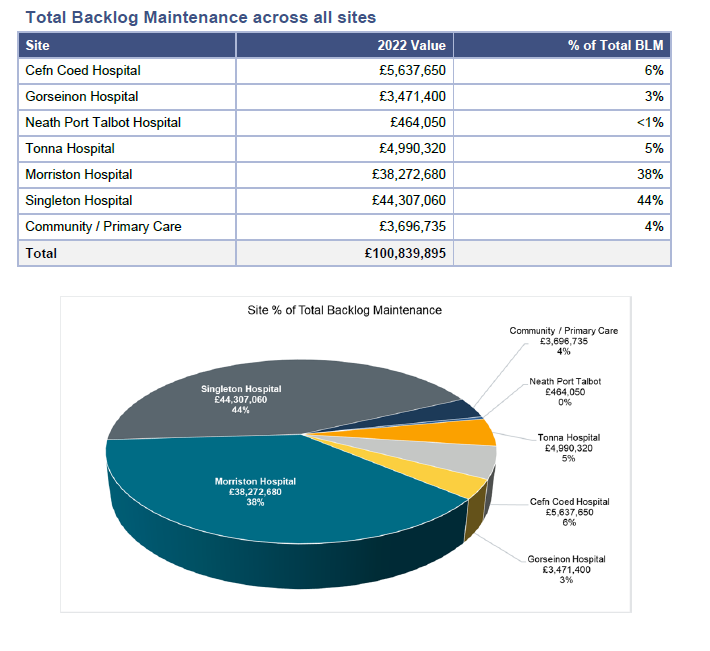 Total Backlog Maintenance across all sites
Site 2022 Value % of Total BLM
Cefn Coed Hospital £5,637,650 6%
Gorseinon Hospital £3,471,400 3%
Neath Port Talbot Hospital £464,050 <1%
Tonna Hospital £4,990,320 5%
Morriston Hospital £38,272,680 38%
Singleton Hospital £44,307,060 44%
Community / Primary Care £3,696,735 4%
Total £100,839,895
Site % of Total Backlog Maintenance
Community / Primary Care
£3,696,735
4%
Neath Port Talbot
£464,050
0%
Singleton Hospital
£44,307,060
44%
Tonna Hospital
£4,990,320
5%
Morriston Hospital
£38,272,680
38%
Cefn Coed Hospital
£5,637,650
6%
Gorseinon Hospital
£3,471,400
3%